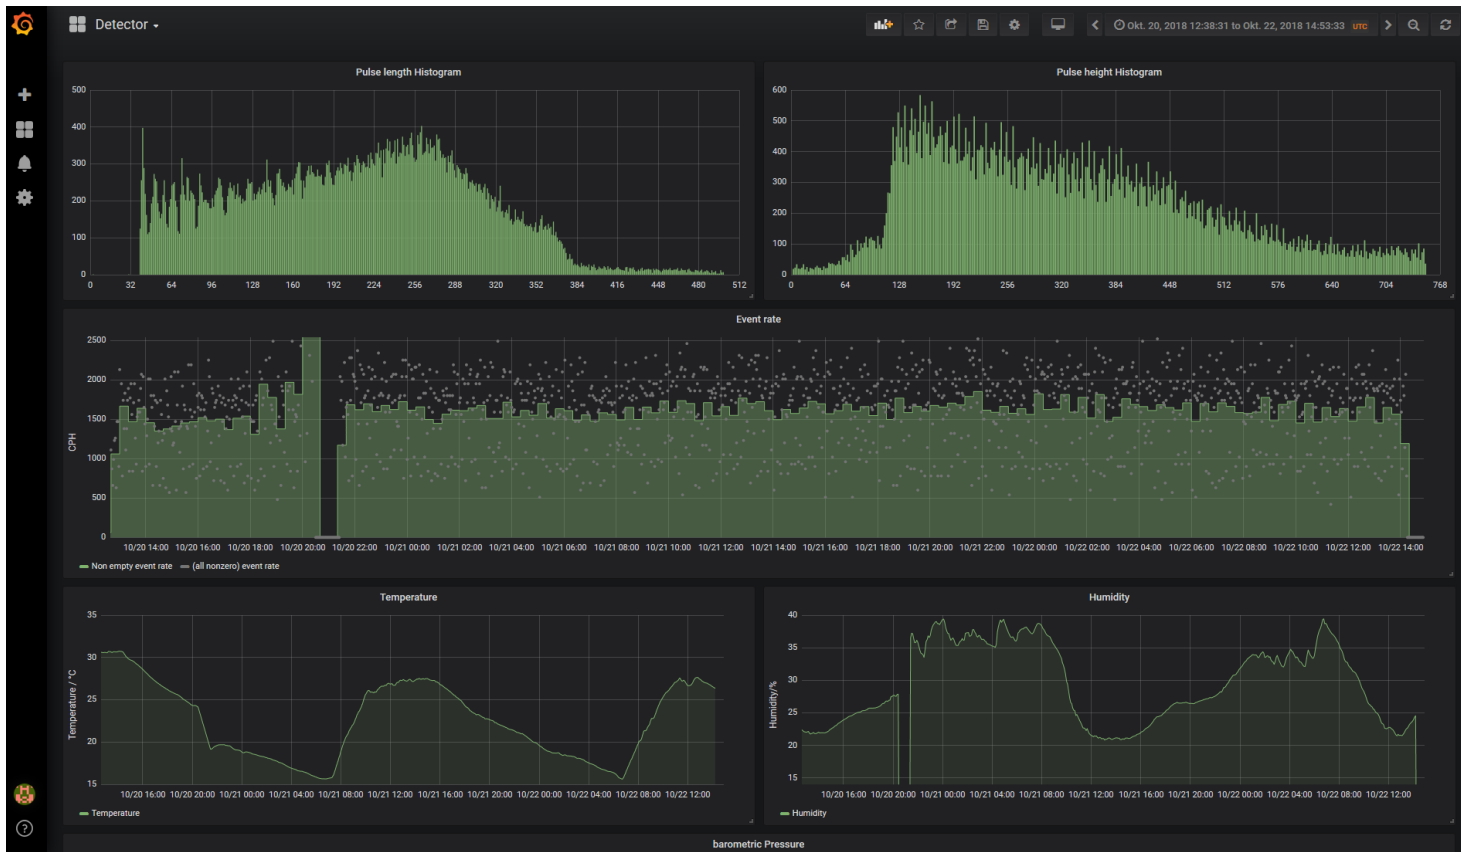 Detector
Okt. 20, 2018 12:38:31 to Okt. 22, 2018 14:53:33 UTC
Pulse length Histogram
500
400
300
200
100
0
0 32 64 96 128 160 192 224 256 288 320 352 384 416 448 480 512
Pulse height Histogram
600
500
400
300
200
100
0
0 64 128 192 256 320 384 448 512 576 640 704 768
Event rate
CPH
2500
2000
1500
1000
500
0
10/20 14:00 10/20 16:00 10/20 18:00 10/20 20:00 10/20 22:00 10/21 00:00 10/21 02:00 10/21 04:00 10/21 06:00 10/21 08:00 10/21 10:00 10/21 12:00 10/21 14:00 10/21 16:00 10/21 18:00 10/21 20:00 10/21 22:00 10/22 00:00 10/22 02:00 10/22 04:00 10/22 06:00 10/22 08:00 10/22 10:00 10/22 12:00 10/22 14:00
Non empty event rate (all nonzero) event rate
Temperature
Temperature / °C
35
30
25
20
15
10/20 16:00 10/20 20:00 10/21 00:00 10/21 04:00 10/21 08:00 10/21 12:00 10/21 16:00 10/21 20:00 10/22 00:00 10/22 04:00 10/22 08:00 10/22 12:00
Temperature
Humidity
Humidity/%
40
35
30
25
20
15
10/20 16:00 10/20 20:00 10/21 00:00 10/21 04:00 10/21 08:00 10/21 12:00 10/21 16:00 10/21 20:00 10/22 00:00 10/22 04:00 10/22 08:00 10/22 12:00
Humidity
barometric Pressure